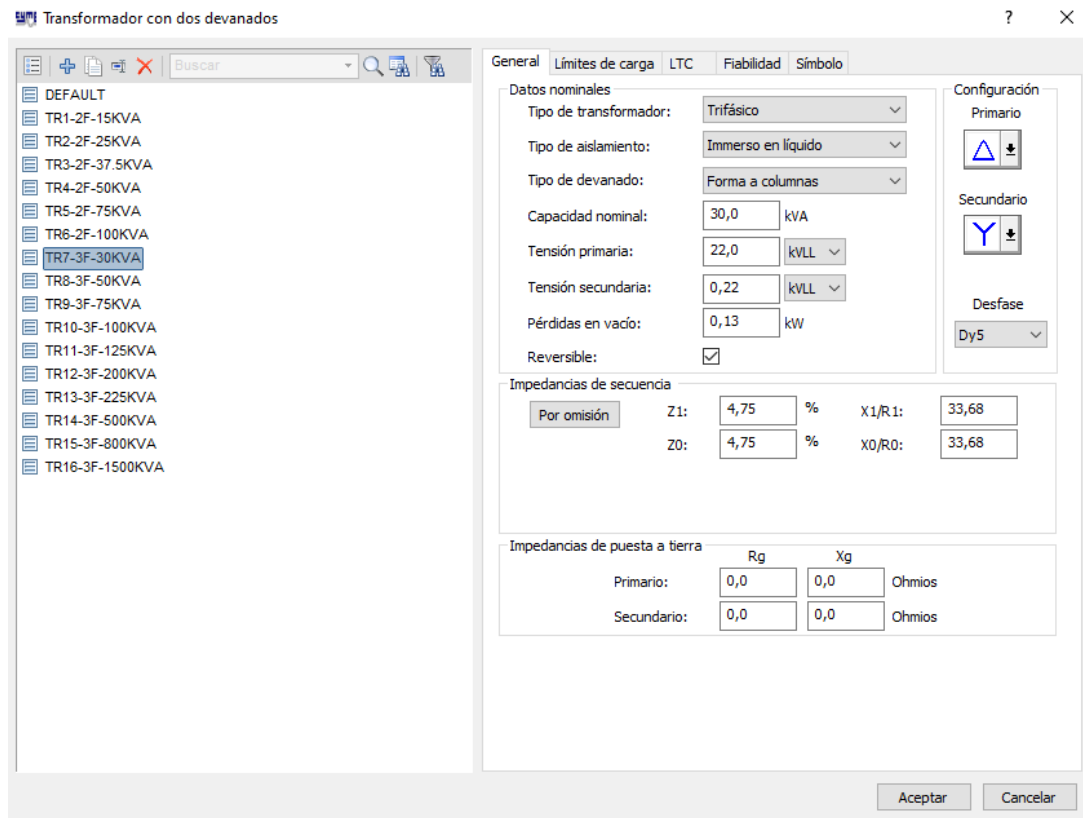 CYME Transformador con dos devanados ?
Buscar
DEFAULT
TR1-2F-15KVA
TR2-2F-25KVA
TR3-2F-37.5KVA
TR4-2F-50KVA
TR5-2F-75KVA
TR6-2F-100KVA
TR7-3F-30KVA
TR8-3F-50KVA
TR9-3F-75KVA
TR10-3F-100KVA
TR11-3F-125KVA
TR12-3F-200KVA
TR13-3F-225KVA
TR14-3F-500KVA
TR15-3F-800KVA
TR16-3F-1500KVA
General Límites de carga LTC Fiabilidad Símbolo
Datos nominales
Tipo de transformador: Trifásico
Tipo de aislamiento: Immerso en líquido
Tipo de devanado: Forma a columnas
Capacidad nominal: 30,0 kVA
Tensión primaria: 22,0 kVLL
Tensión secundaria: 0,22 kVLL
Pérdidas en vacío: 0,13 kW
Reversible:
Configuración
Primario
Secundario
Desfase
Dy5
Impedancias de secuencia
Por omisión Z1: 4,75 % X1/R1: 33,68
Z0: 4,75 % X0/R0: 33,68
Impedancias de puesta a tierra
Rg Xg
Primario: 0,0 0,0 Ohmios
Secundario: 0,0 0,0 Ohmios
Aceptar Cancelar